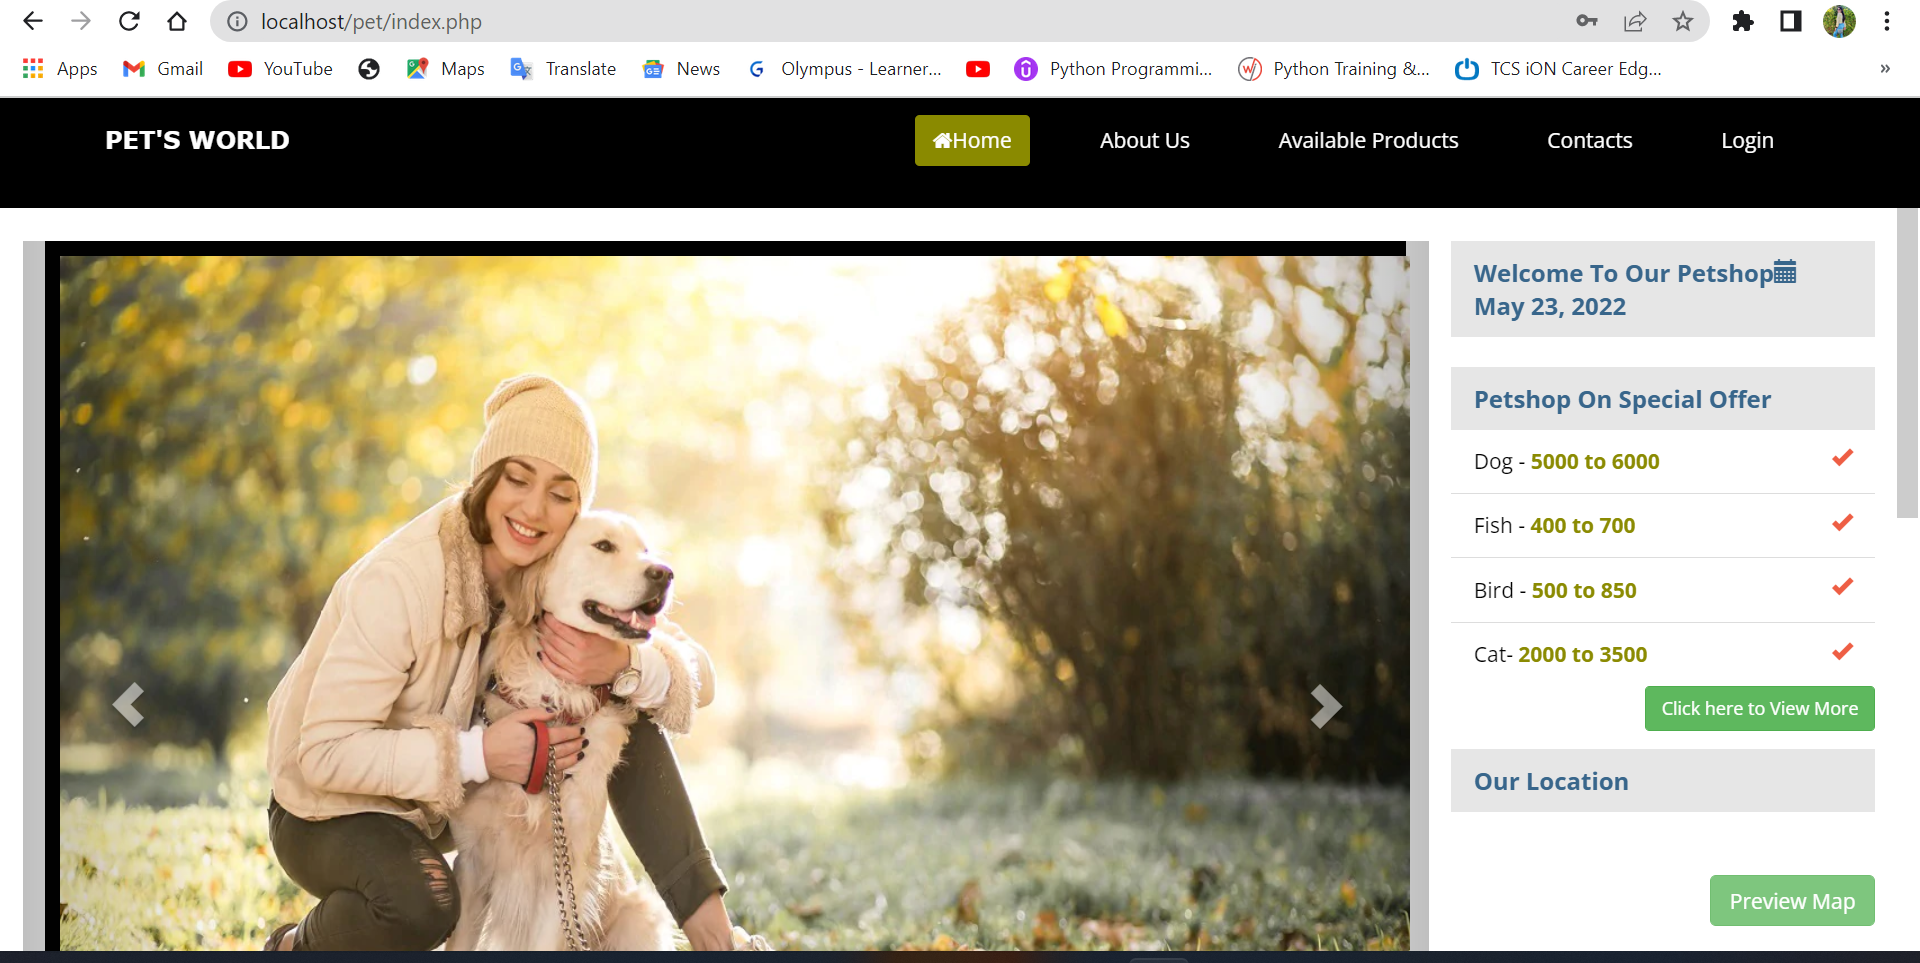 localhost/pet/index.php
Apps Gmail YouTube Maps Translate News Olympus - Learner... Python Programmi... Python Training &... TCS iON Career Edg... »
PET'S WORLD Home About Us Available Products Contacts Login
Welcome To Our Petshop
May 23, 2022
Petshop On Special Offer
Dog - 5000 to 6000
Fish - 400 to 700
Bird - 500 to 850
Cat- 2000 to 3500
Click here to View More
Our Location
Preview Map